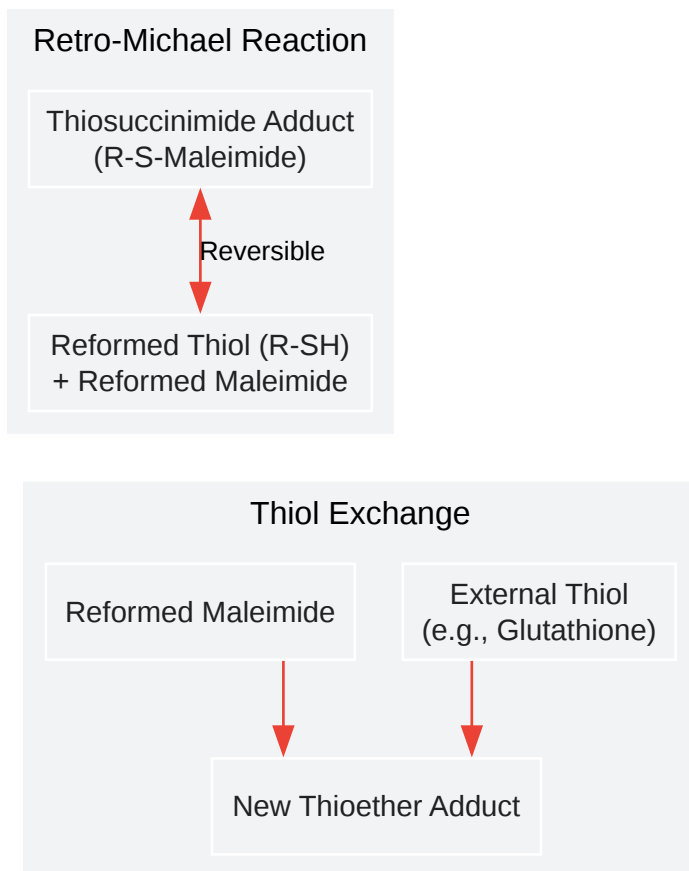 Retro-Michael Reaction
Thiosuccinimide Adduct
(R-S-Maleimide)
Reversible
Reformed Thiol (R-SH)
+ Reformed Maleimide
Thiol Exchange
Reformed Maleimide
External Thiol
(e.g., Glutathione)
New Thioether Adduct